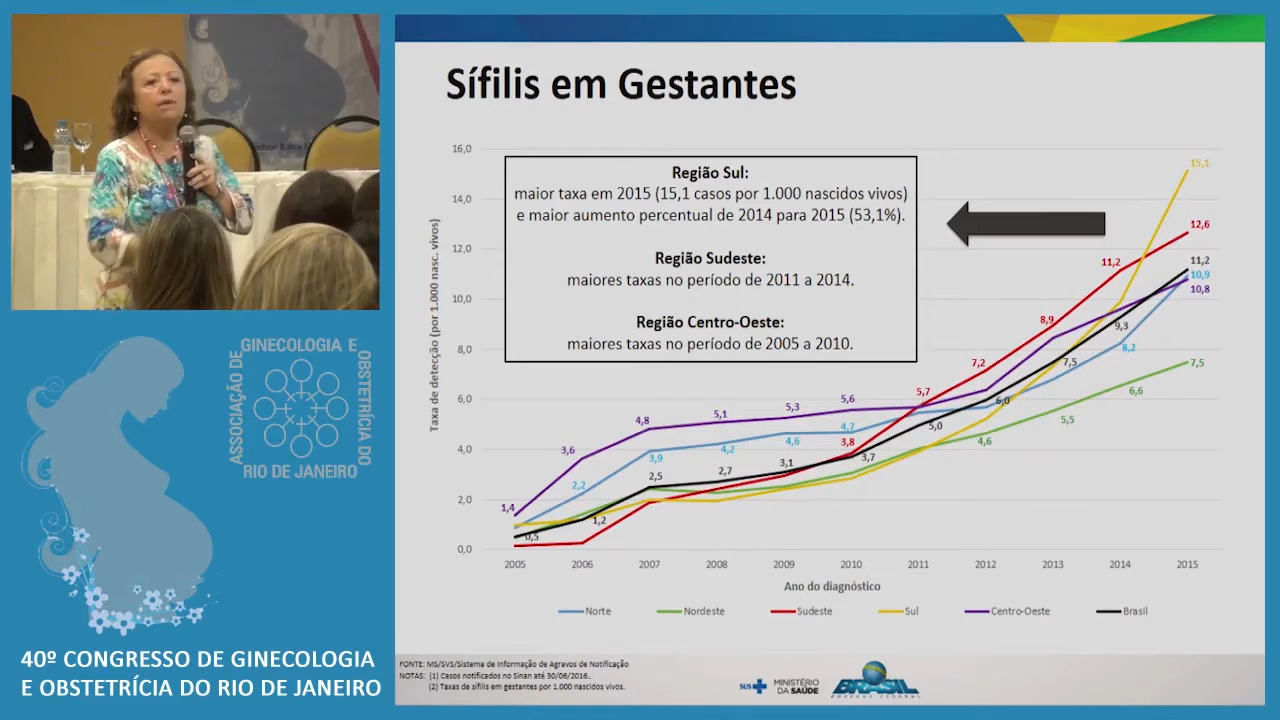 Sífilis em Gestantes
16,0
14,0
12,0
10,0
8,0
6,0
4,0
2,0
0,0
Taxa de detecção (por 1.000 nasc. vivos)
Região Sul:
maior taxa em 2015 (15,1 casos por 1.000 nascidos vivos)
e maior aumento percentual de 2014 para 2015 (53,1%).
Região Sudeste:
maiores taxas no período de 2011 a 2014.
Região Centro-Oeste:
maiores taxas no período de 2005 a 2010.
15,1
12,6
11,2
10,9
10,8
7,5
11,2
9,3
8,2
6,6
8,9
7,5
5,5
7,2
6,0
4,6
5,7
5,0
5,6
4,7
3,8
3,7
5,3
4,6
3,1
5,1
4,2
2,7
4,8
3,9
2,5
3,6
2,2
1,2
1,4
0,5
2005 2006 2007 2008 2009 2010 2011 2012 2013 2014 2015
Ano do diagnóstico
Norte Nordeste Sudeste Sul Centro-Oeste Brasil
FONTE: MS/SVS/Sistema de Informação de Agravos de Notificação
NOTAS: (1) Casos notificados no Sinan até 30/06/2016..
(2) Taxas de sífilis em gestantes por 1.000 nascidos vivos.
SUS
MINISTÉRIO
DA SAÚDE
BRASIL
GOVERNO FEDERAL
ASSOCIAÇÃO DE
GINECOLOGIA E
OBSTETRÍCIA DO
RIO DE JANEIRO
40º CONGRESSO DE GINECOLOGIA
E OBSTETRÍCIA DO RIO DE JANEIRO